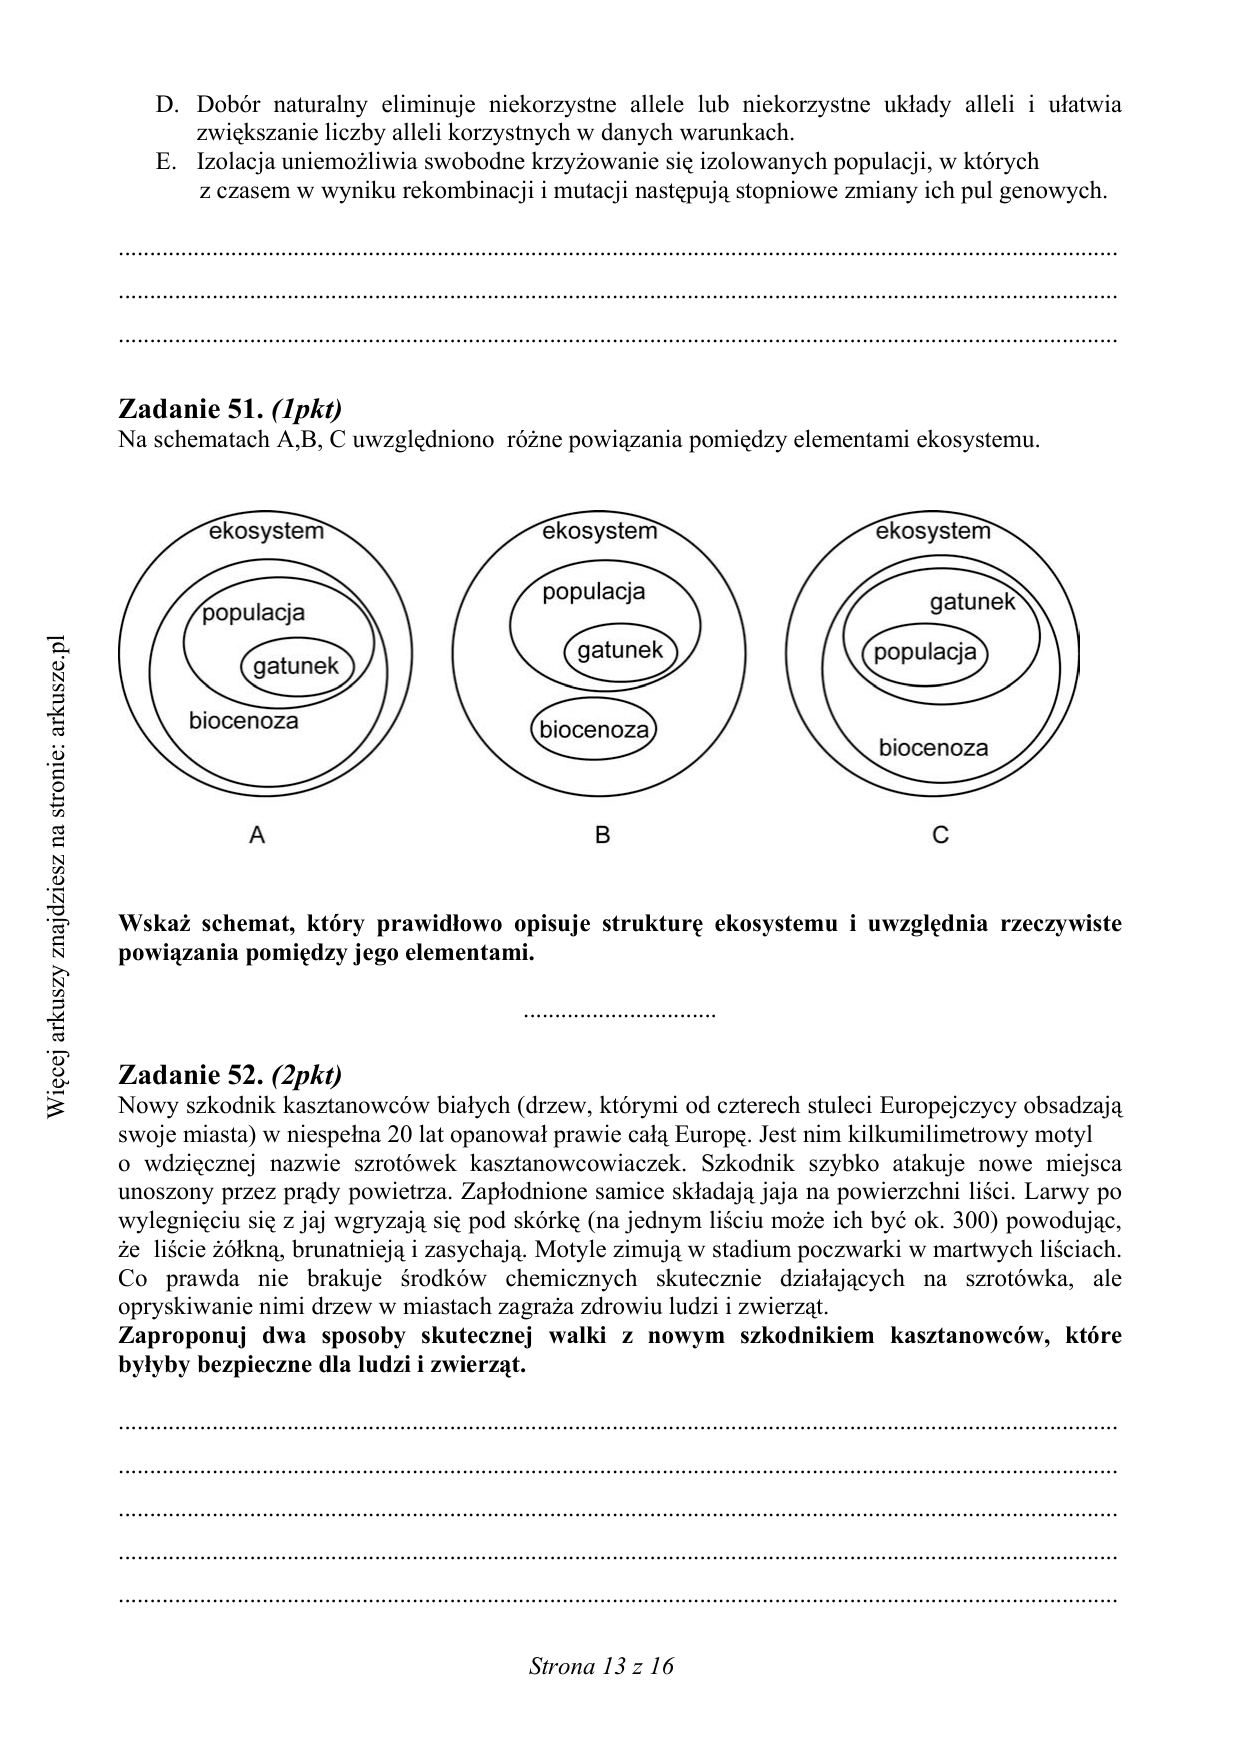 D. Dobór naturalny eliminuje niekorzystne allele lub niekorzystne układy alleli i ułatwia
zwiększanie liczby alleli korzystnych w danych warunkach.
E. Izolacja uniemożliwia swobodne krzyżowanie się izolowanych populacji, w których
z czasem w wyniku rekombinacji i mutacji następują stopniowe zmiany ich pul genowych.
Zadanie 51. (1pkt)
Na schematach A,B, C uwzględniono różne powiązania pomiędzy elementami ekosystemu.
ekosystem
populacja
gatunek
biocenoza
A
ekosystem
populacja
gatunek
biocenoza
B
ekosystem
gatunek
populacja
biocenoza
C
Wskaż schemat, który prawidłowo opisuje strukturę ekosystemu i uwzględnia rzeczywiste
powiązania pomiędzy jego elementami.
Zadanie 52. (2pkt)
Nowy szkodnik kasztanowców białych (drzew, którymi od czterech stuleci Europejczycy obsadzają
swoje miasta) w niespełna 20 lat opanował prawie całą Europę. Jest nim kilkumilimetrowy motyl
o wdzięcznej nazwie szrotówek kasztanowcowiaczek. Szkodnik szybko atakuje nowe miejsca
unoszony przez prądy powietrza. Zapłodnione samice składają jaja na powierzchni liści. Larwy po
wylegnięciu się z jaj wgryzają się pod skórkę (na jednym liściu może ich być ok. 300) powodując,
że liście żółkną, brunatnieją i zasychają. Motyle zimują w stadium poczwarki w martwych liściach.
Co prawda nie brakuje środków chemicznych skutecznie działających na szrotówka, ale
opryskiwanie nimi drzew w miastach zagraża zdrowiu ludzi i zwierząt.
Zaproponuj dwa sposoby skutecznej walki z nowym szkodnikiem kasztanowców, które
byłyby bezpieczne dla ludzi i zwierząt.
Strona 13 z 16
Więcej arkuszy znajdziesz na stronie: arkusze.pl